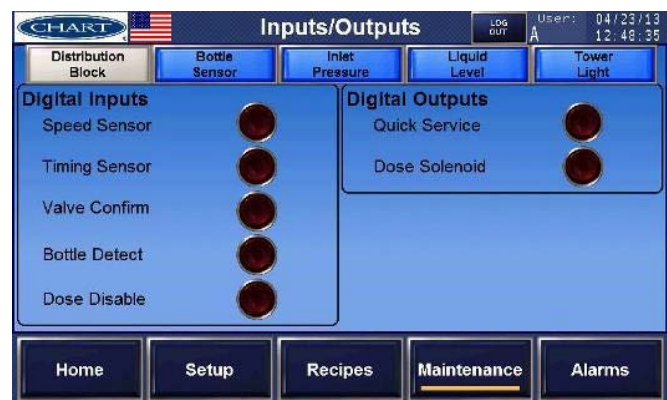 CHART
Inputs/Outputs
LOG
OUT
User:
A
04/23/13
12:48:35
Distribution
Block
Bottle
Sensor
Inlet
Pressure
Liquid
Level
Tower
Light
Digital Inputs
Speed Sensor
Timing Sensor
Valve Confirm
Bottle Detect
Dose Disable
Digital Outputs
Quick Service
Dose Solenoid
Home
Setup
Recipes
Maintenance
Alarms